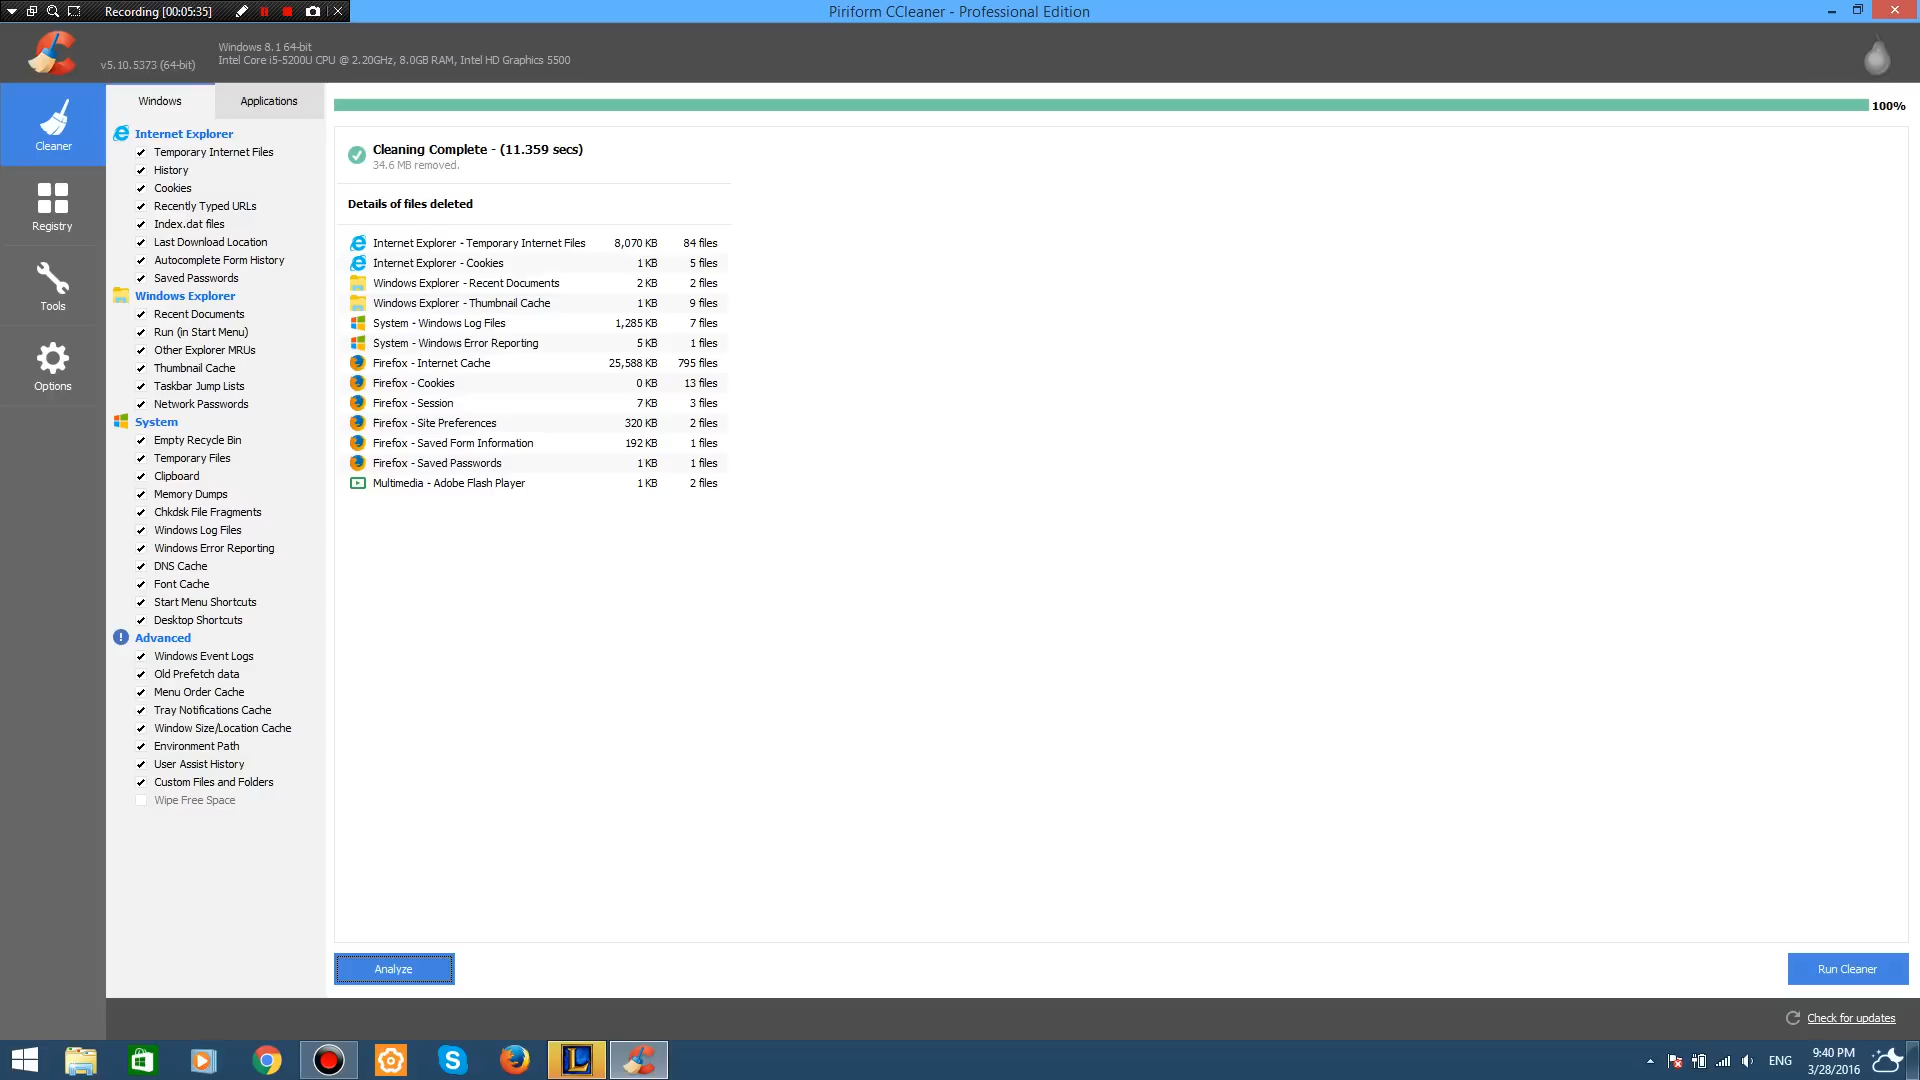 Recording [00:05:35]
Piriform CCleaner - Professional Edition
v5.10.5373 (64-bit)
Windows 8.1 64-bit
Intel Core i5-5200U CPU @ 2.20GHz, 8.0GB RAM, Intel HD Graphics 5500
Cleaner
Registry
Tools
Options
Windows
Applications
Internet Explorer
Temporary Internet Files
History
Cookies
Recently Typed URLs
Index.dat files
Last Download Location
Autocomplete Form History
Saved Passwords
Windows Explorer
Recent Documents
Run (in Start Menu)
Other Explorer MRUs
Thumbnail Cache
Taskbar Jump Lists
Network Passwords
System
Empty Recycle Bin
Temporary Files
Clipboard
Memory Dumps
Chkdsk File Fragments
Windows Log Files
Windows Error Reporting
DNS Cache
Font Cache
Start Menu Shortcuts
Desktop Shortcuts
Advanced
Windows Event Logs
Old Prefetch data
Menu Order Cache
Tray Notifications Cache
Window Size/Location Cache
Environment Path
User Assist History
Custom Files and Folders
Wipe Free Space
100%
Cleaning Complete - (11.359 secs)
34.6 MB removed.
Details of files deleted
Internet Explorer - Temporary Internet Files 8,070 KB 84 files
Internet Explorer - Cookies 1 KB 5 files
Windows Explorer - Recent Documents 2 KB 2 files
Windows Explorer - Thumbnail Cache 1 KB 9 files
System - Windows Log Files 1,285 KB 7 files
System - Windows Error Reporting 5 KB 1 files
Firefox - Internet Cache 25,588 KB 795 files
Firefox - Cookies 0 KB 13 files
Firefox - Session 7 KB 3 files
Firefox - Site Preferences 320 KB 2 files
Firefox - Saved Form Information 192 KB 1 files
Firefox - Saved Passwords 1 KB 1 files
Multimedia - Adobe Flash Player 1 KB 2 files
Analyze
Run Cleaner
Check for updates
ENG
9:40 PM
3/28/2016